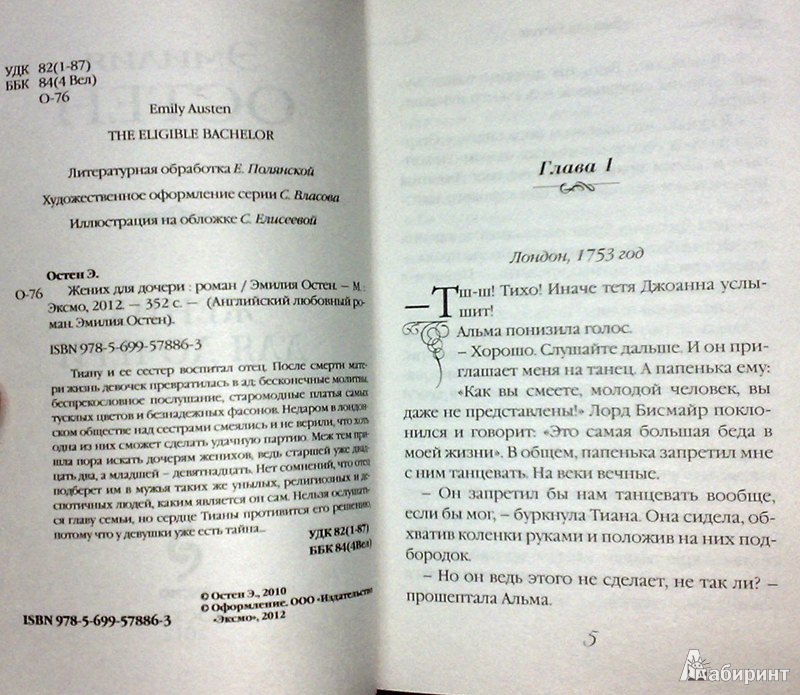 УДК 82(1-87)
ББК 84(4 Вел)
О-76
Emily Austen
THE ELIGIBLE BACHELOR
Литературная обработка Е. Полянской
Художественное оформление серии С. Власова
Иллюстрация на обложке С. Елисеевой
Остен Э.
О-76 Жених для дочери : роман / Эмилия Остен. – М. :
Эксмо, 2012. — 352 с. — (Английский любовный ро-
ман. Эмилия Остен).
ISBN 978-5-699-57886-3
Тиану и ее сестер воспитал отец. После смерти мате-
ри жизнь девочек превратилась в ад: бесконечные молитвы,
беспрекословное послушание, старомодные платья самых
тусклых цветов и безнадежных фасонов. Недаром в лондон-
ском обществе над сестрами смеялись и не верили, что хоть
одна из них сможет сделать удачную партию. Меж тем при-
шла пора искать дочерям женихов, ведь старшей уже двад-
цать два, а младшей – девятнадцать. Нет сомнений, что отец
подберет им в мужья таких же унылых, религиозных и де-
спотичных людей, каким является он сам. Нельзя ослушать-
ся главу семьи, но сердце Тианы противится его решению,
потому что у девушки уже есть тайна...
УДК 82(1-87)
ББК 84(4Вел)
© Остен Э., 2010
© Оформление. ООО «Издательство
«Эксмо», 2012
ISBN 978-5-699-57886-3
Глава 1
Лондон, 1753 год
– Тш-ш! Тихо! Иначе тетя Джоанна услы-
шит!
Альма понизила голос.
– Хорошо. Слушайте дальше. И он при-
глашает меня на танец. А папенька ему:
«Как вы смеете, молодой человек, вы
даже не представлены!» Лорд Бисмайр покло-
нился и говорит: «Это самая большая беда в
моей жизни». В общем, папенька запретил мне
с ним танцевать. На веки вечные.
– Он запретил бы нам танцевать вообще,
если бы мог, – буркнула Тиана. Она сидела, об-
хватив коленки руками и положив на них под-
бородок.
– Но он ведь этого не сделает, не так ли? –
прошептала Альма.
5
Лабиринт